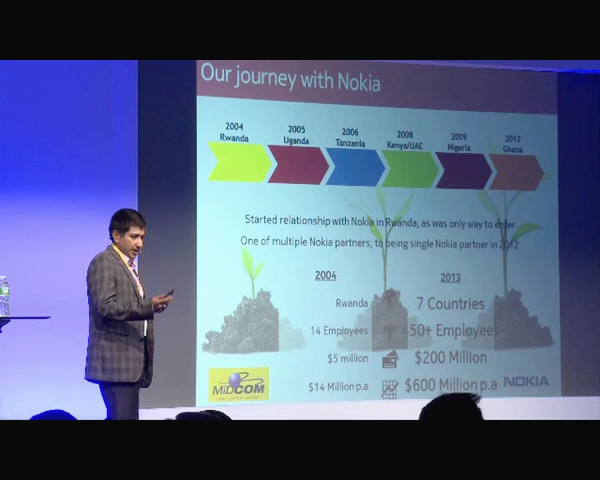 Our journey with Nokia
2004
Rwanda
2005
Uganda
2006
Tanzania
2008
Kenya/UAE
2009
Nigeria
2012
Ghana
Started relationship with Nokia in Rwanda; as was only way to enter
One of multiple Nokia partners; to being single Nokia partner in 2012
2004
2013
Rwanda
7 Countries
14 Employees
450+ Employees
$5 million
$200 Million
$14 Million p.a
$600 Million p.a
MiDCOM
NOKIA